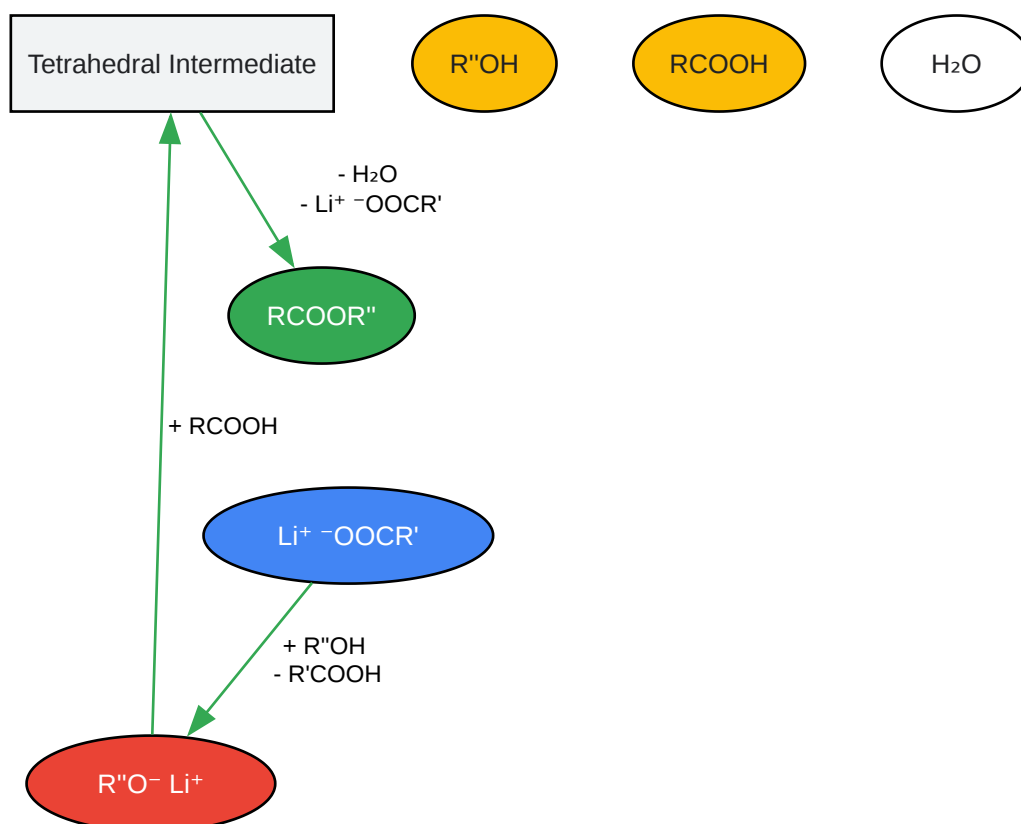 Tetrahedral Intermediate
R"OH
RCOOH
H₂O
- H₂O
- Li⁺ ⁻OOCR'
RCOOR"
+ RCOOH
Li⁺ ⁻OOCR'
+ R"OH
- R'COOH
R"O⁻ Li⁺